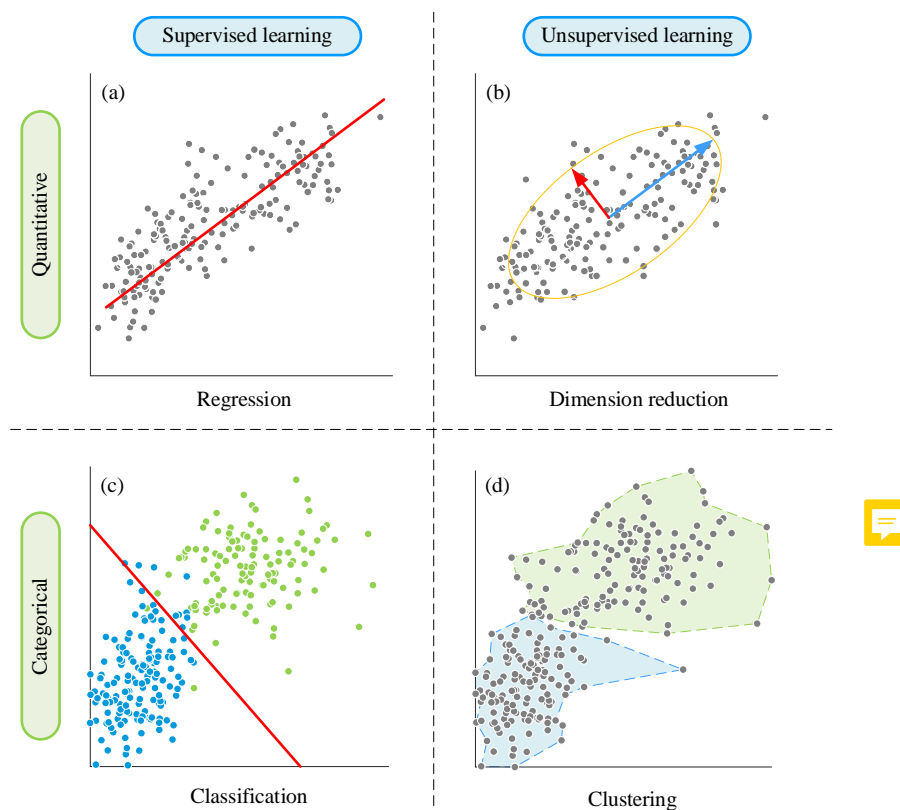 Supervised learning
Unsupervised learning
Quantitative
(a)
(b)
Regression
Dimension reduction
Categorical
(c)
(d)
Classification
Clustering